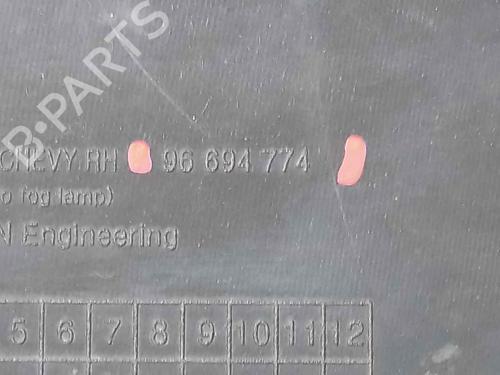 B-PARTS
CHEVY RH 96 694 774
o fog lamp)
N Engineering
5 6 7 8 9 10 11 12